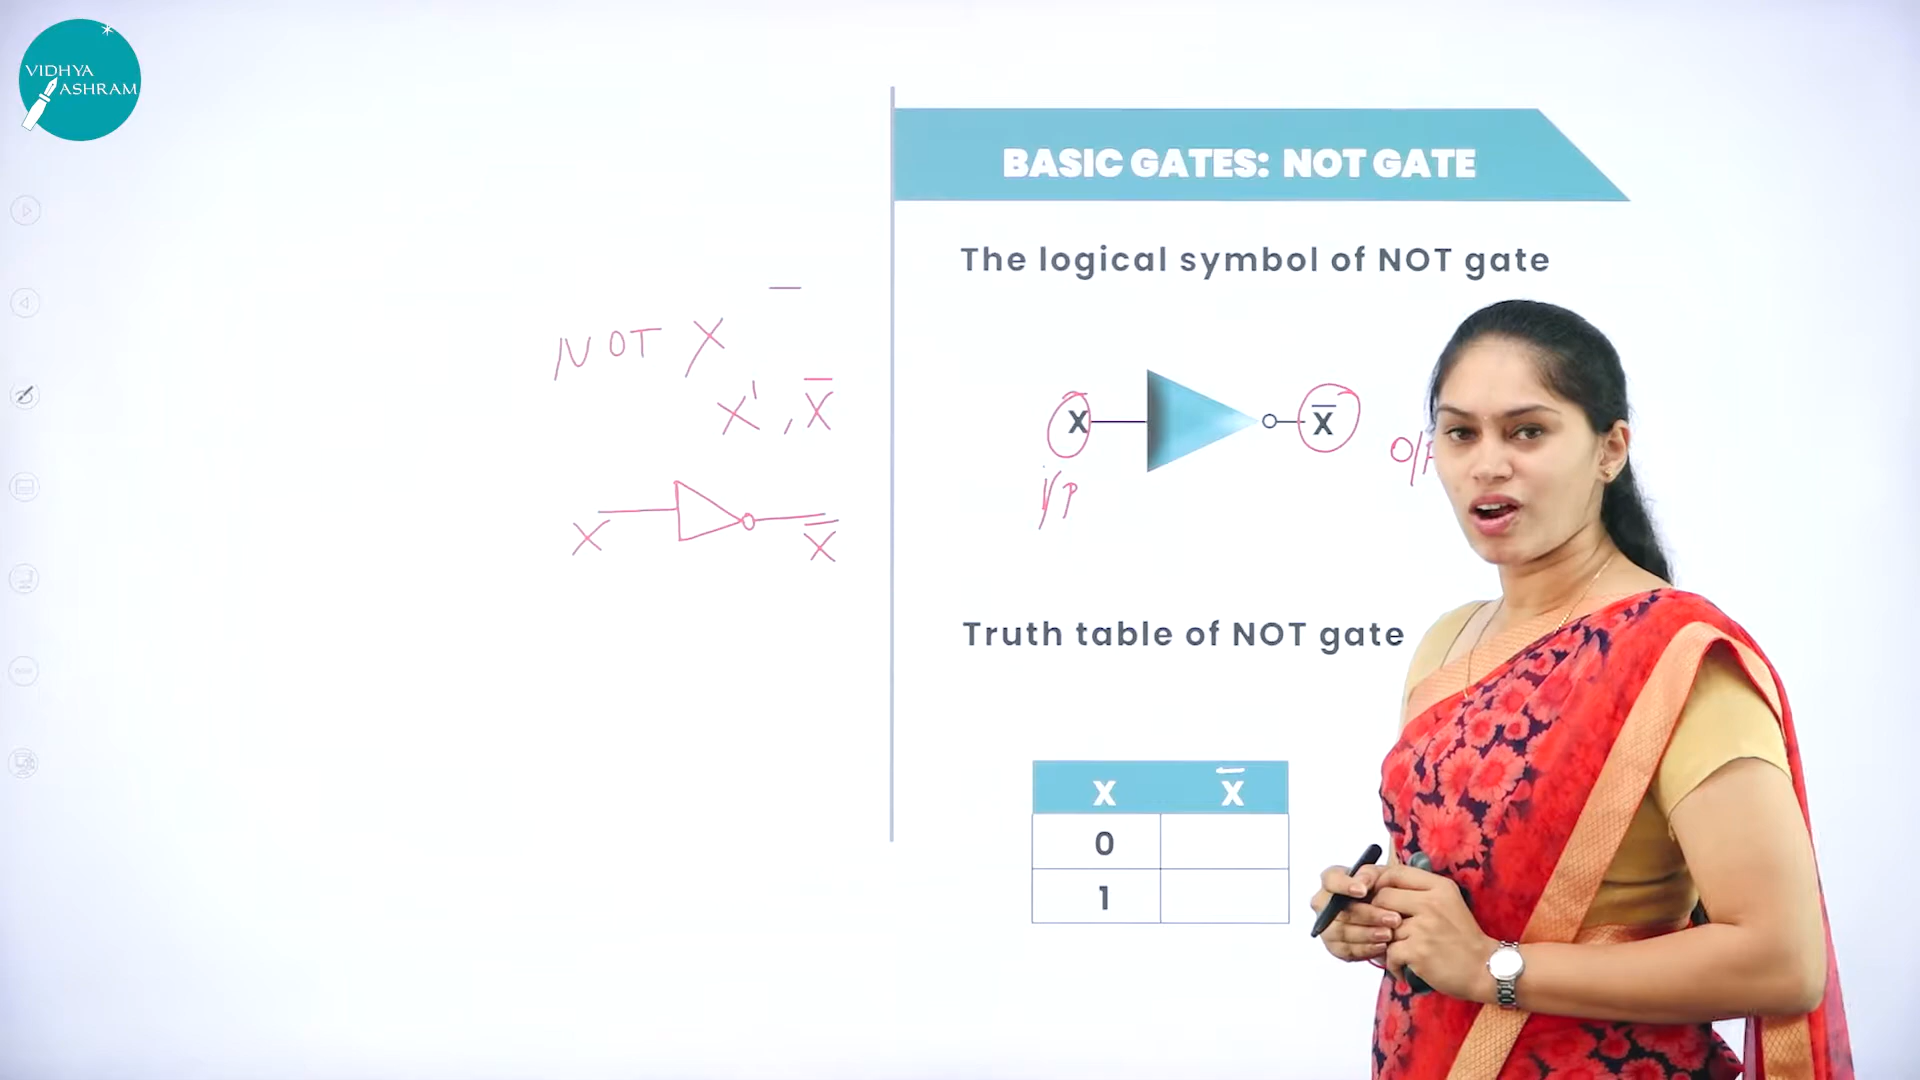 VIDHYA
ASHRAM
BASIC GATES: NOT GATE
The logical symbol of NOT gate
NOT X
X', X̅
X X̅
X X̅
I/P
O/P
Truth table of NOT gate
X X̅
0
1